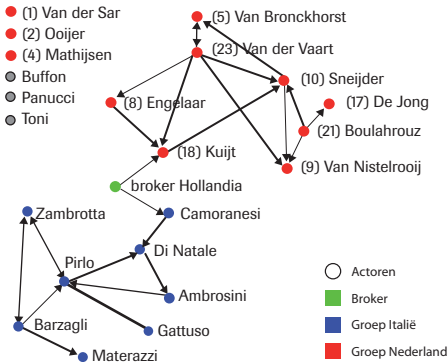 (1) Van der Sar
(2) Ooijer
(4) Mathijsen
Buffon
Panucci
Toni
(5) Van Bronckhorst
(23) Van der Vaart
(10) Sneijder
(8) Engelaar
(17) De Jong
(21) Boulahrouz
(18) Kuijt
(9) Van Nistelrooij
broker Hollandia
Zambrotta
Camoranesi
Di Natale
Pirlo
Ambrosini
Barzagli
Gattuso
Materazzi
Actoren
Broker
Groep Italië
Groep Nederland